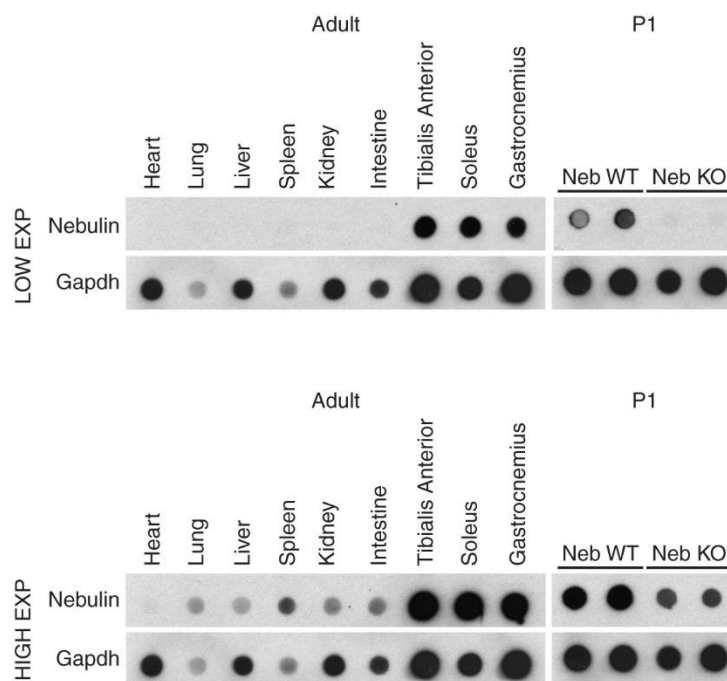 Adult P1
Heart
Lung
Liver
Spleen
Kidney
Intestine
Tibialis Anterior
Soleus
Gastrocnemius
Neb WT Neb KO
LOW EXP
Nebulin
Gapdh
Adult P1
Heart
Lung
Liver
Spleen
Kidney
Intestine
Tibialis Anterior
Soleus
Gastrocnemius
Neb WT Neb KO
HIGH EXP
Nebulin
Gapdh